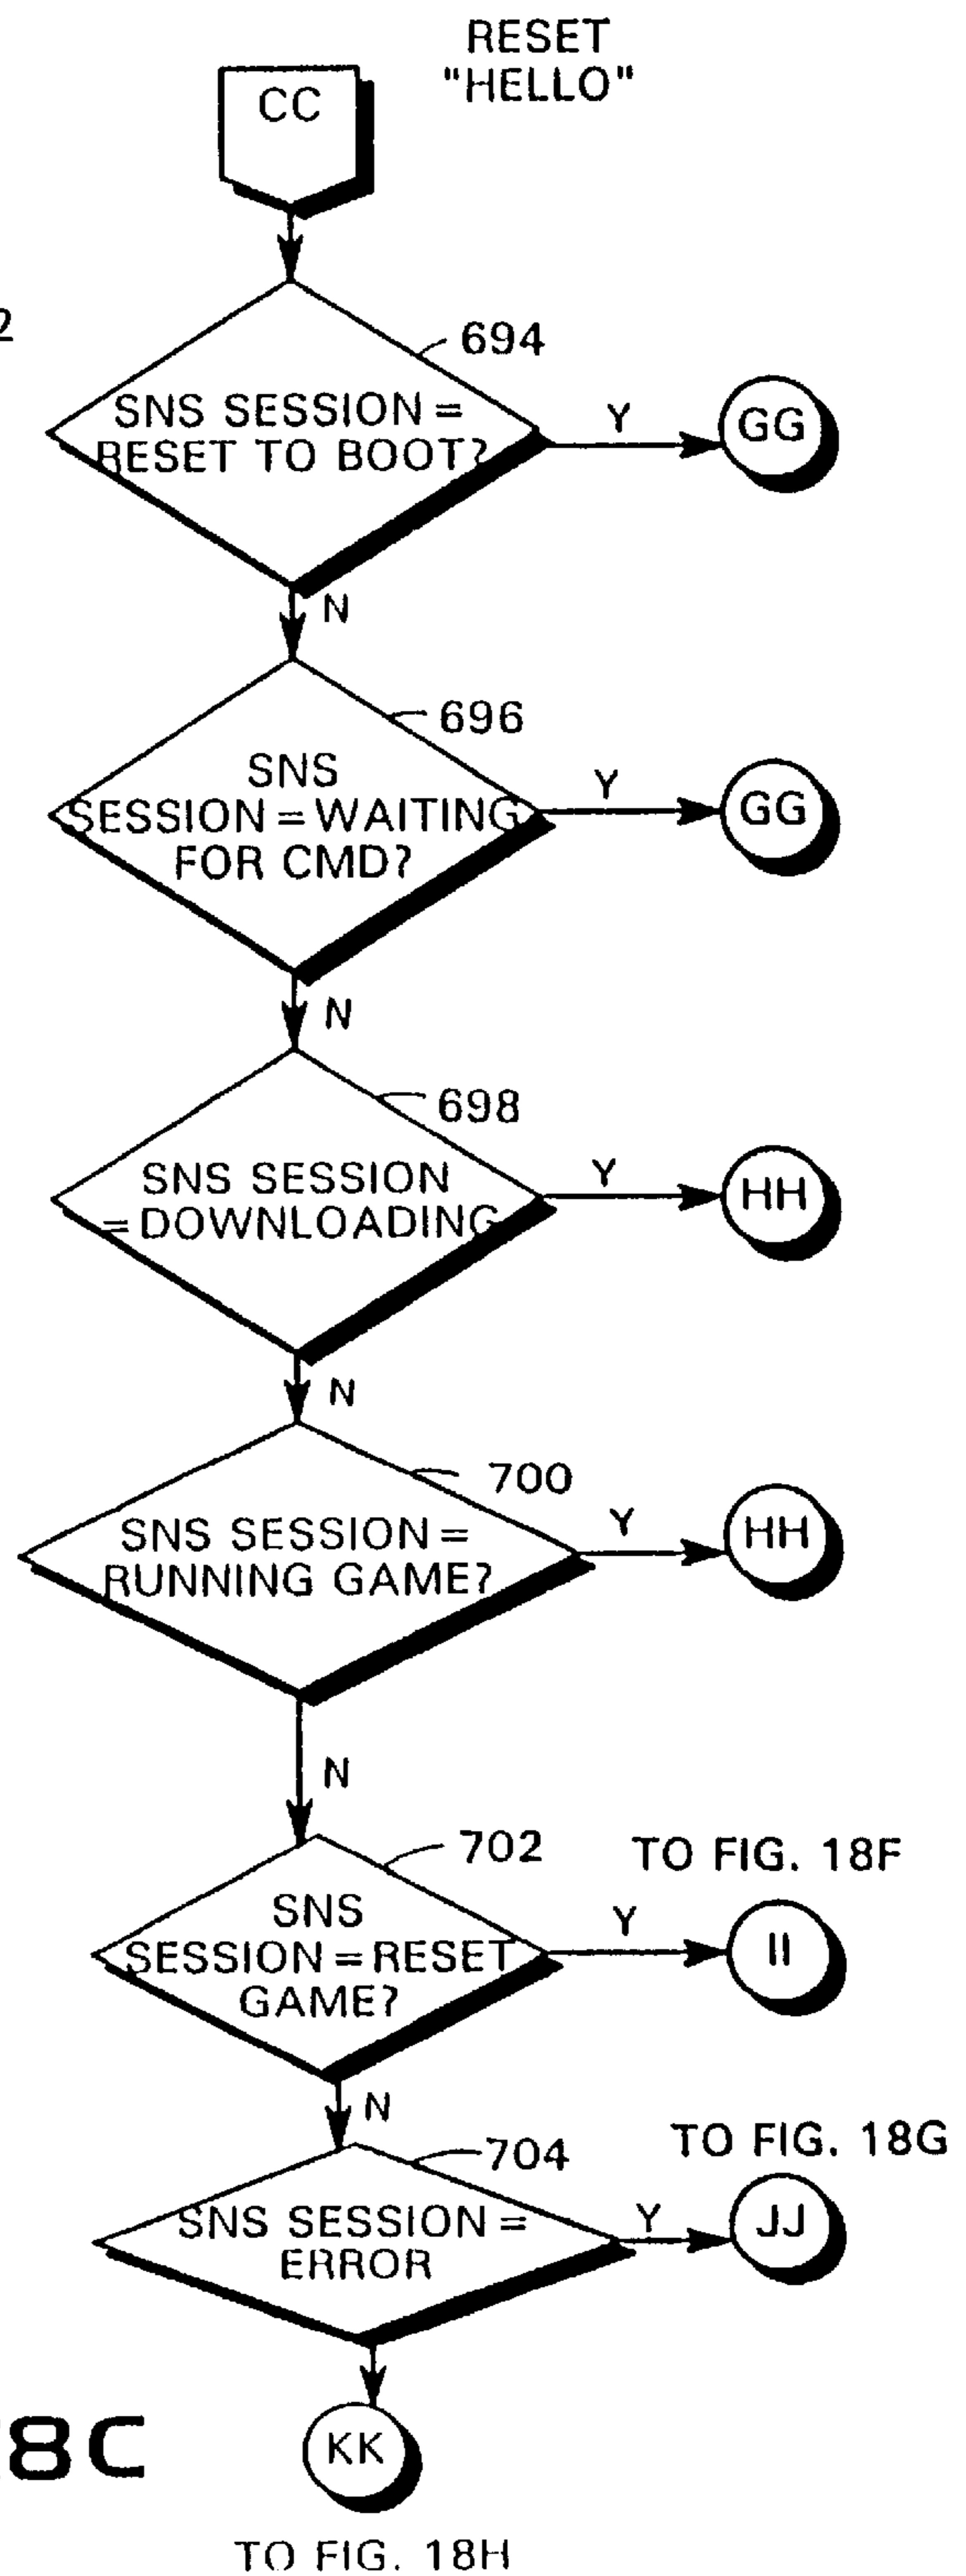 RESET
"HELLO"
CC
2
694
SNS SESSION =
RESET TO BOOT?
Y
GG
N
696
SNS
SESSION = WAITING
FOR CMD?
Y
GG
N
698
SNS SESSION
= DOWNLOADING
Y
HH
N
700
SNS SESSION =
RUNNING GAME?
Y
HH
N
702
TO FIG. 18F
SNS
SESSION = RESET
GAME?
Y
II
N
704
TO FIG. 18G
SNS SESSION =
ERROR
Y
JJ
8C
KK
TO FIG. 18H